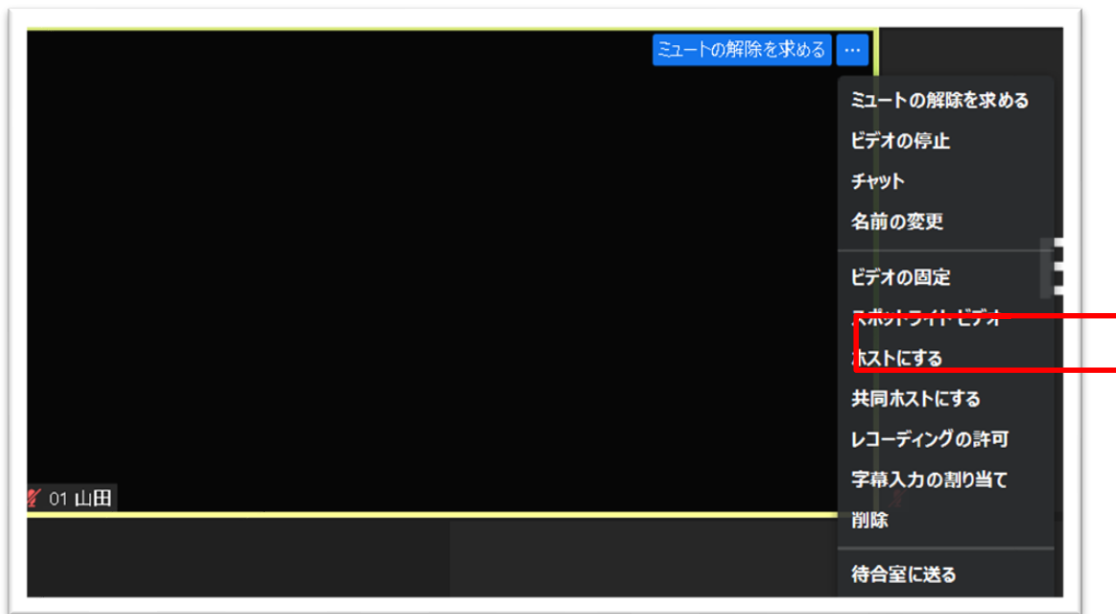 ミュートの解除を求める …
ミュートの解除を求める
ビデオの停止
チャット
名前の変更
ビデオの固定
スポットライトビデオ
ホストにする
共同ホストにする
レコーディングの許可
字幕入力の割り当て
削除
待合室に送る
01 山田